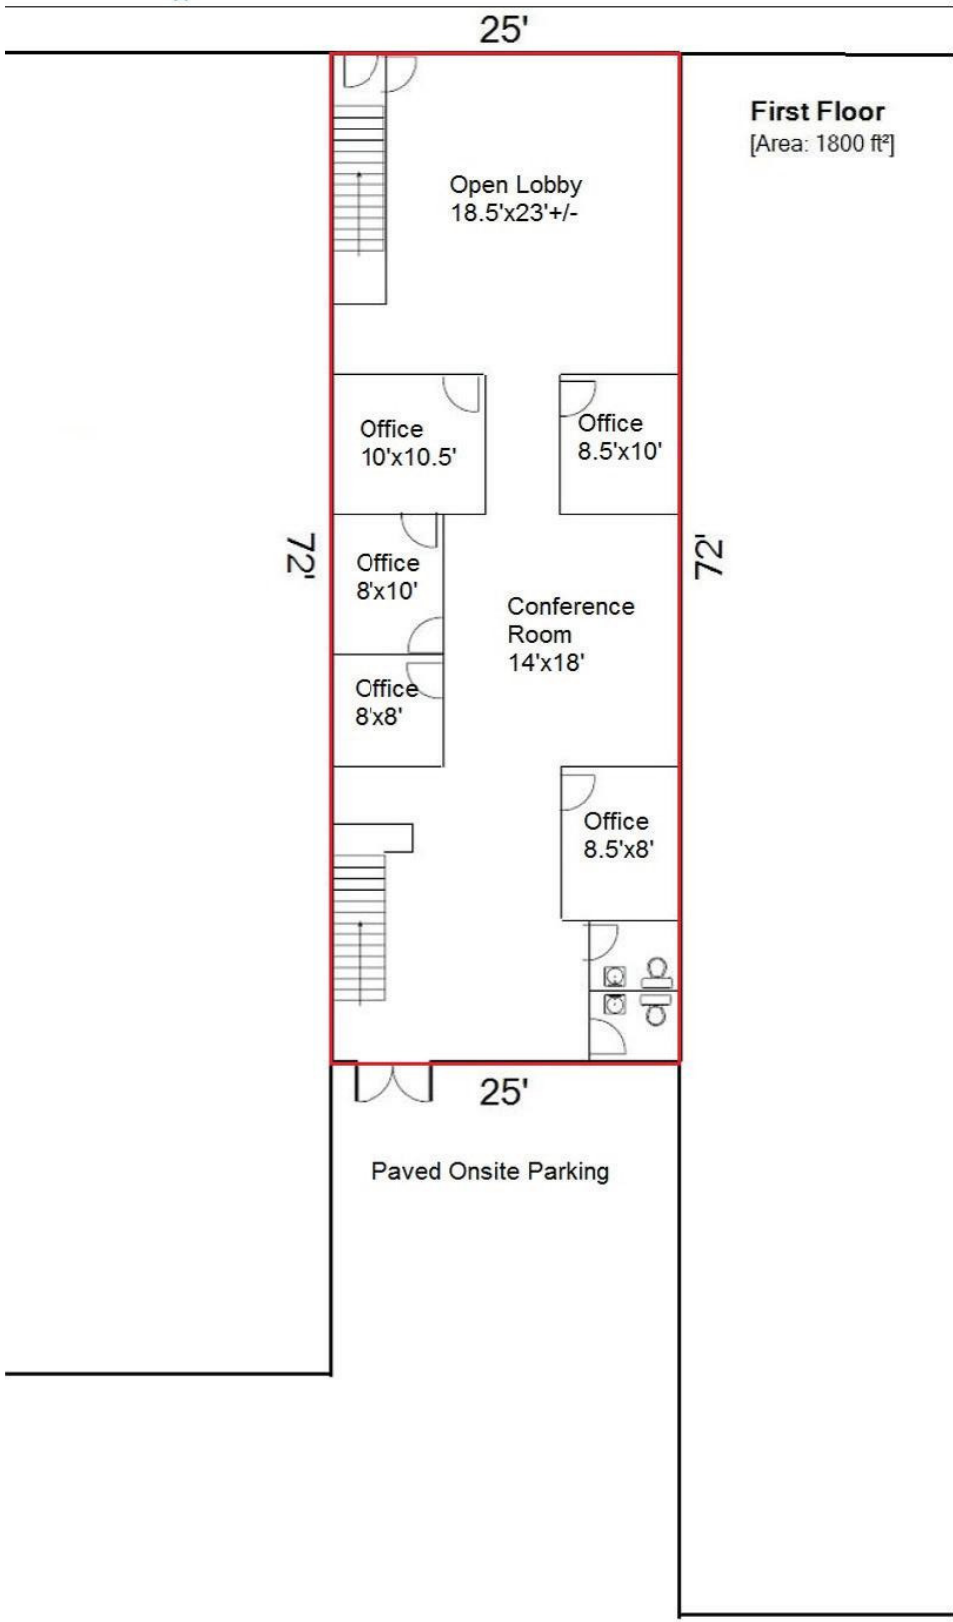 25'
First Floor
[Area: 1800 ft²]
Open Lobby
18.5'x23'+/-
Office
10'x10.5'
Office
8.5'x10'
72'
72'
Office
8'x10'
Conference
Room
14'x18'
Office
8'x8'
Office
8.5'x8'
25'
Paved Onsite Parking